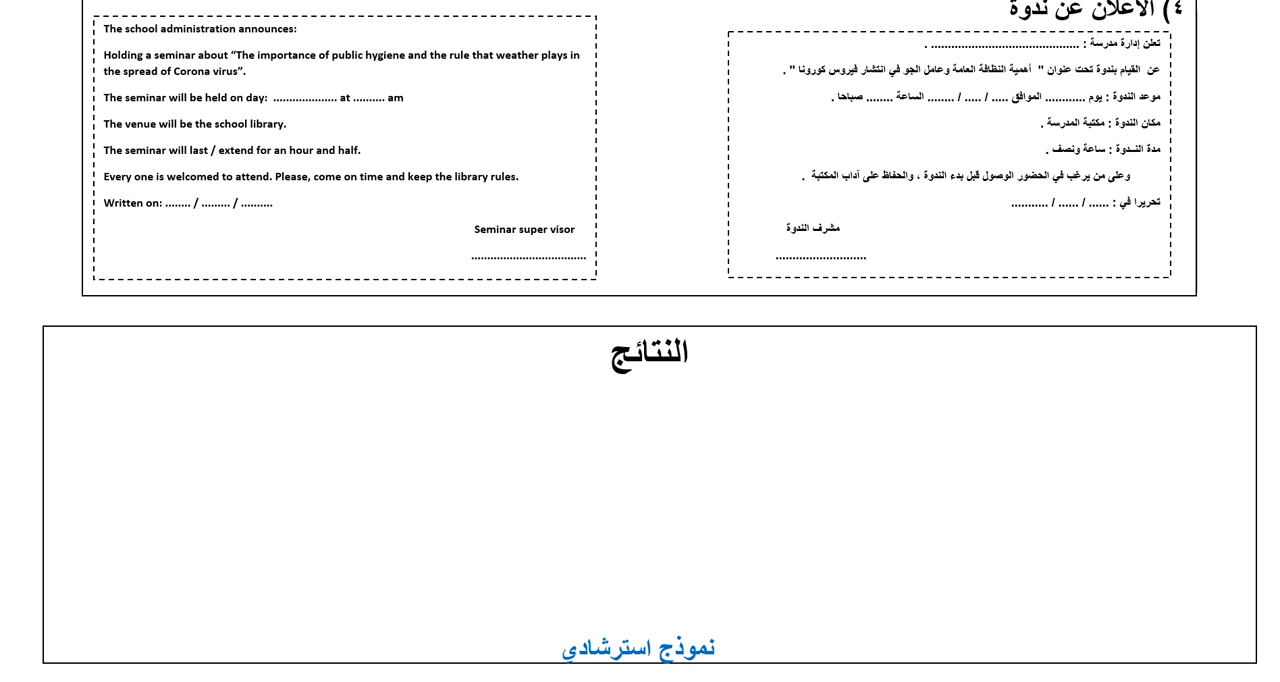 ٤) الاعلان عن ندوة
The school administration announces:
Holding a seminar about “The importance of public hygiene and the rule that weather plays in
the spread of Corona virus”.
The seminar will be held on day: .................... at .......... am
The venue will be the school library.
The seminar will last / extend for an hour and half.
Every one is welcomed to attend. Please, come on time and keep the library rules.
Written on: ........ / ......... / ..........
Seminar super visor
....................................
تعلن إدارة مدرسة : ............................................... .
عن القيام بندوة تحت عنوان " أهمية النظافة العامة وعامل الجو في انتشار فيروس كورونا " .
موعد الندوة : يوم ............ الموافق ..... / ..... / ........ الساعة ........ صباحا .
مكان الندوة : مكتبة المدرسة .
مدة النــدوة : ساعة ونصف .
وعلى من يرغب في الحضور الوصول قبل بدء الندوة ، والحفاظ على آداب المكتبة .
تحريرا في : ...... / ...... / ...........
مشرف الندوة
............................
النتائج
نموذج استرشادي